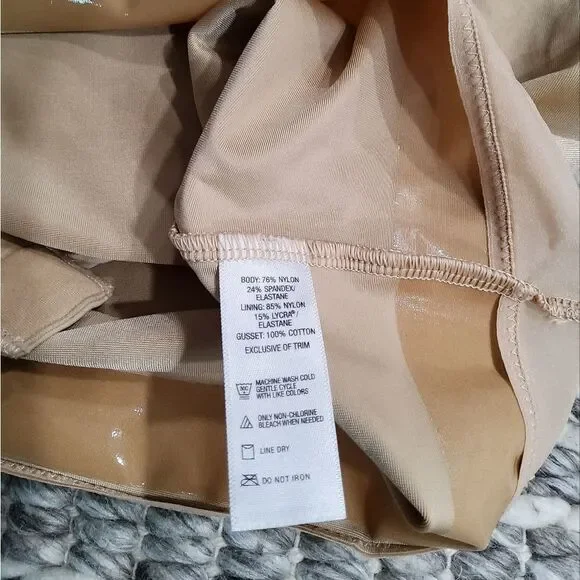 BODY: 76% NYLON
24% SPANDEX/
ELASTANE
LINING: 85% NYLON
15% LYCRA®/
ELASTANE
GUSSET: 100% COTTON
EXCLUSIVE OF TRIM
MACHINE WASH COLD
GENTLE CYCLE
WITH LIKE COLORS
ONLY NON-CHLORINE
BLEACH WHEN NEEDED
LINE DRY
DO NOT IRON